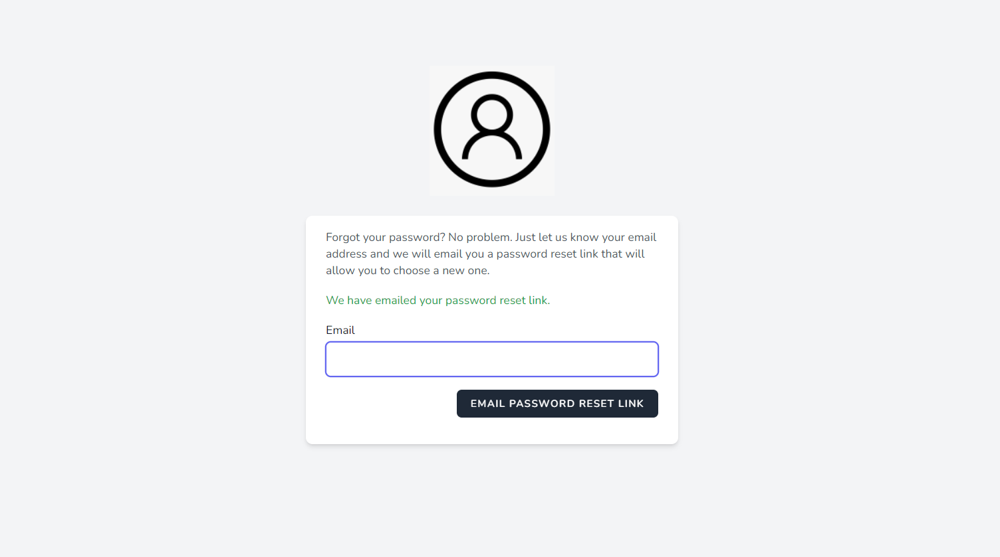 Forgot your password? No problem. Just let us know your email
address and we will email you a password reset link that will
allow you to choose a new one.
We have emailed your password reset link.
Email
EMAIL PASSWORD RESET LINK